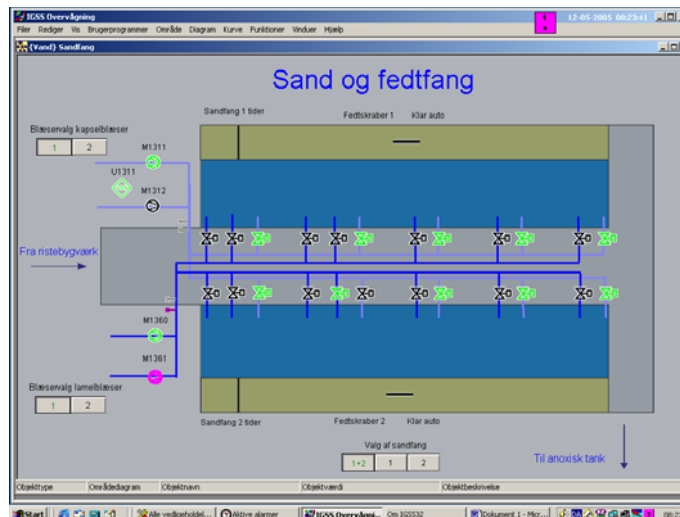 IGSS Overvågning
12-05-2005 08:23:41
Filer Rediger Vis Brugerprogrammer Område Diagram Kurve Funktioner Vinduer Hjælp
(Vand) Sandfang
Sand og fedtfang
Sandfang 1 tider
Fedtskraber 1 Klar auto
Blæservalg kapselblæser
1 2
M1311
U1311
M1312
Fra ristebygværk
M1360
M1361
Blæservalg lamelblæser
1 2
Sandfang 2 tider
Fedtskraber 2 Klar auto
Valg af sandfang
1+2 1 2
Til anoxisk tank
Objekttype Områdediagram Objektnavn Objektværdi Objektbeskrivelse
Start Alle vedligeholdel... Aktive alarmer IGSS Overvågni... Om IGSS32 Dokument 1 - Micr...